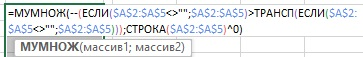 =МУМНОЖ(--(ЕСЛИ($A$2:$A$5<>"";$A$2:$A$5)>ТРАНСП(ЕСЛИ($A$2:
$A$5<>"";$A$2:$A$5)));СТРОКА($A$2:$A$5)^0)
МУМНОЖ(массив1; массив2)